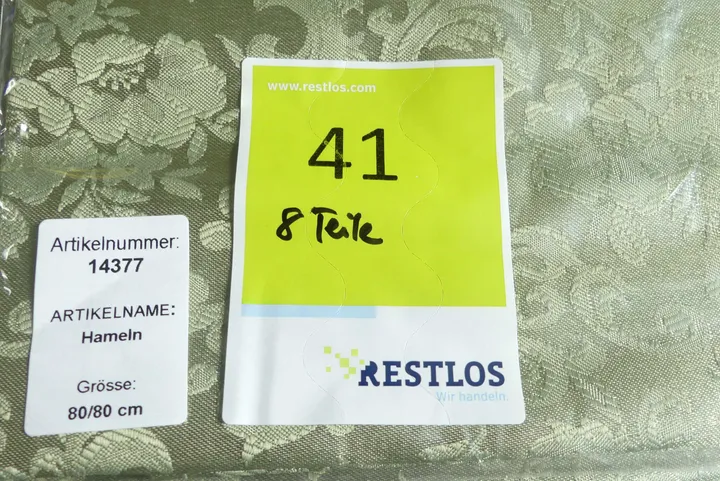 Artikelnummer:
14377
ARTIKELNAME:
Hameln
Grösse:
80/80 cm
www.restlos.com
41
8 Teile
RESTLOS
Wir handeln.